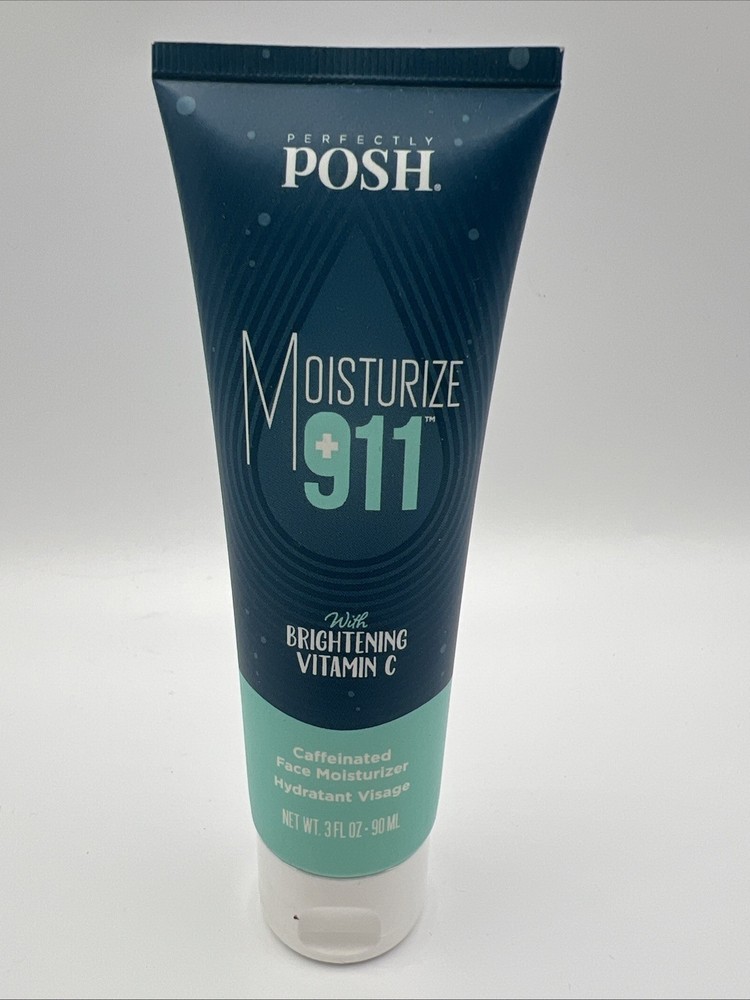 PERFECTLY
POSH®
MOISTURIZE
911™
With
BRIGHTENING
VITAMIN C
Caffeinated
Face Moisturizer
Hydratant Visage
NET WT. 3 FL OZ • 90 ML